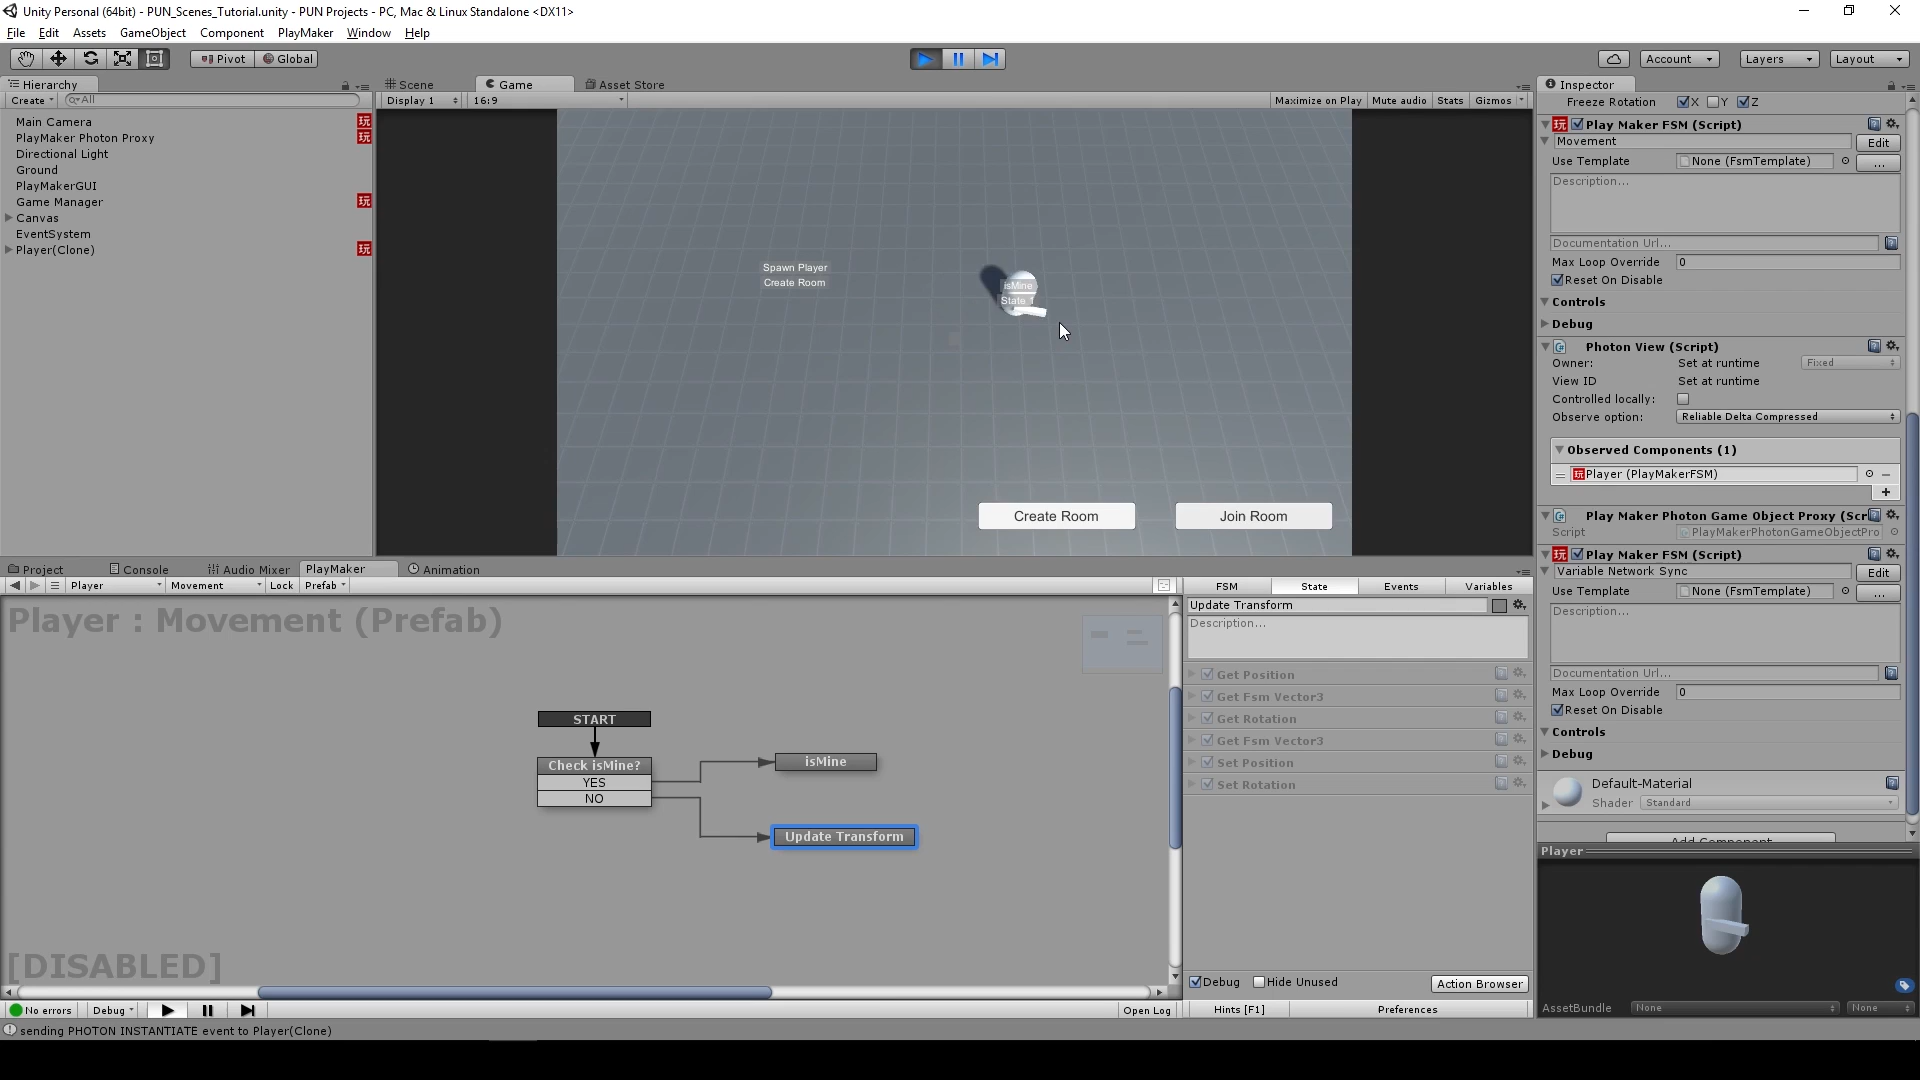 Unity Personal (64bit) - PUN_Scenes_Tutorial.unity - PUN Projects - PC, Mac & Linux Standalone <DX11>
File Edit Assets GameObject Component PlayMaker Window Help
Pivot Global Account Layers Layout
Hierarchy
Create All
Main Camera
PlayMaker Photon Proxy
Directional Light
Ground
PlayMakerGUI
Game Manager
Canvas
EventSystem
Player(Clone)
Scene Game Asset Store
Display 1 16:9 Maximize on Play Mute audio Stats Gizmos
Spawn Player
Create Room
isMine
State 1
Create Room Join Room
Inspector
Freeze Rotation X Y Z
玩 Play Maker FSM (Script)
Movement Edit
Use Template None (FsmTemplate) ...
Description...
Documentation Url...
Max Loop Override 0
Reset On Disable
Controls
Debug
Photon View (Script)
Owner: Set at runtime Fixed
View ID Set at runtime
Controlled locally:
Observe option: Reliable Delta Compressed
Observed Components (1)
玩 Player (PlayMakerFSM)
Play Maker Photon Game Object Proxy (Scr
Script PlayMakerPhotonGameObjectPro
玩 Play Maker FSM (Script)
Variable Network Sync Edit
Use Template None (FsmTemplate) ...
Description...
Documentation Url...
Max Loop Override 0
Reset On Disable
Controls
Debug
Default-Material
Shader Standard
Add Component
Player
AssetBundle None None
Project Console Audio Mixer PlayMaker Animation
Player Movement Lock Prefab
Player : Movement (Prefab)
START
Check isMine?
YES
NO
isMine
Update Transform
[DISABLED]
FSM State Events Variables
Update Transform
Description...
Get Position
Get Fsm Vector3
Get Rotation
Get Fsm Vector3
Set Position
Set Rotation
Debug Hide Unused Action Browser
No errors Debug Open Log Hints [F1] Preferences
sending PHOTON INSTANTIATE event to Player(Clone)